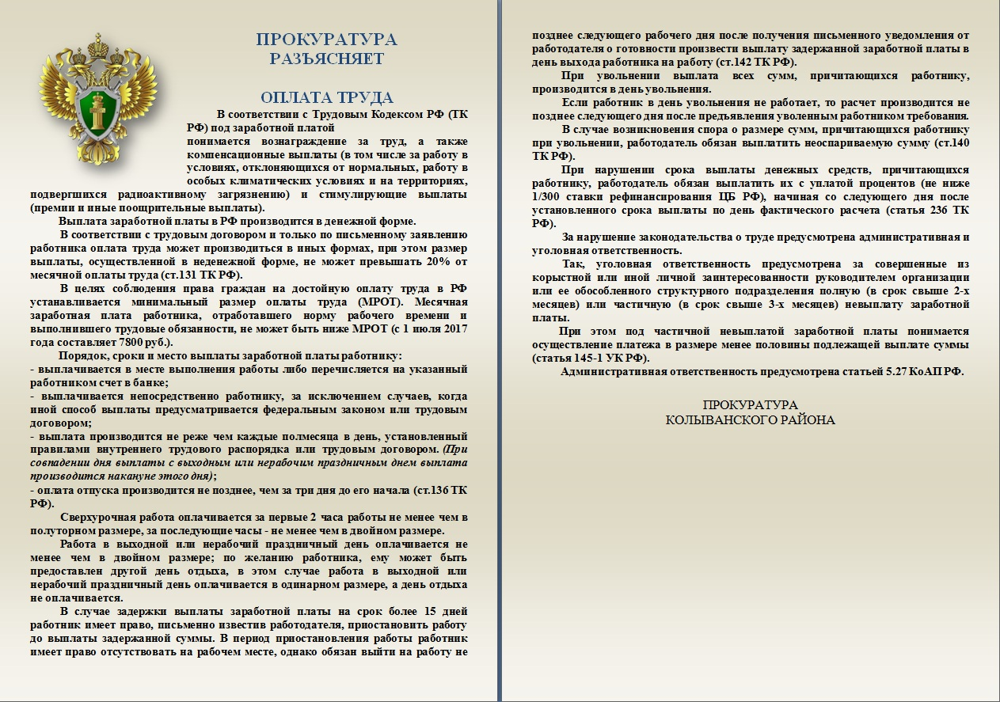 ПРОКУРАТУРА
РАЗЪЯСНЯЕТ
ОПЛАТА ТРУДА
В соответствии с Трудовым Кодексом РФ (ТК
РФ) под заработной платой
понимается вознаграждение за труд, а также
компенсационные выплаты (в том числе за работу в
условиях, отклоняющихся от нормальных, работу в
особых климатических условиях и на территориях,
подвергшихся радиоактивному загрязнению) и стимулирующие выплаты
(премии и иные поощрительные выплаты).
Выплата заработной платы в РФ производится в денежной форме.
В соответствии с трудовым договором и только по письменному заявлению
работника оплата труда может производиться в иных формах, при этом размер
выплаты, осуществленной в неденежной форме, не может превышать 20% от
месячной оплаты труда (ст.131 ТК РФ).
В целях соблюдения права граждан на достойную оплату труда в РФ
устанавливается минимальный размер оплаты труда (МРОТ). Месячная
заработная плата работника, отработавшего норму рабочего времени и
выполнившего трудовые обязанности, не может быть ниже МРОТ (с 1 июля 2017
года составляет 7800 руб.).
Порядок, сроки и место выплаты заработной платы работнику:
- выплачивается в месте выполнения работы либо перечисляется на указанный
работником счет в банке;
- выплачивается непосредственно работнику, за исключением случаев, когда
иной способ выплаты предусматривается федеральным законом или трудовым
договором;
- выплата производится не реже чем каждые полмесяца в день, установленный
правилами внутреннего трудового распорядка или трудовым договором. (При
совпадении дня выплаты с выходным или нерабочим праздничным днем выплата
производится накануне этого дня);
- оплата отпуска производится не позднее, чем за три дня до его начала (ст.136 ТК
РФ).
Сверхурочная работа оплачивается за первые 2 часа работы не менее чем в
полуторном размере, за последующие часы - не менее чем в двойном размере.
Работа в выходной или нерабочий праздничный день оплачивается не
менее чем в двойном размере; по желанию работника, ему может быть
предоставлен другой день отдыха, в этом случае работа в выходной или
нерабочий праздничный день оплачивается в одинарном размере, а день отдыха
не оплачивается.
В случае задержки выплаты заработной платы на срок более 15 дней
работник имеет право, письменно известив работодателя, приостановить работу
до выплаты задержанной суммы. В период приостановления работы работник
имеет право отсутствовать на рабочем месте, однако обязан выйти на работу не
позднее следующего рабочего дня после получения письменного уведомления от
работодателя о готовности произвести выплату задержанной заработной платы в
день выхода работника на работу (ст.142 ТК РФ).
При увольнении выплата всех сумм, причитающихся работнику,
производится в день увольнения.
Если работник в день увольнения не работает, то расчет производится не
позднее следующего дня после предъявления уволенным работником требования.
В случае возникновения спора о размере сумм, причитающихся работнику
при увольнении, работодатель обязан выплатить неоспариваемую сумму (ст.140
ТК РФ).
При нарушении срока выплаты денежных средств, причитающихся
работнику, работодатель обязан выплатить их с уплатой процентов (не ниже
1/300 ставки рефинансирования ЦБ РФ), начиная со следующего дня после
установленного срока выплаты по день фактического расчета (статья 236 ТК
РФ).
За нарушение законодательства о труде предусмотрена административная и
уголовная ответственность.
Так, уголовная ответственность предусмотрена за совершенные из
корыстной или иной личной заинтересованности руководителем организации
или ее обособленного структурного подразделения полную (в срок свыше 2-х
месяцев) или частичную (в срок свыше 3-х месяцев) невыплату заработной
платы.
При этом под частичной невыплатой заработной платы понимается
осуществление платежа в размере менее половины подлежащей выплате суммы
(статья 145-1 УК РФ).
Административная ответственность предусмотрена статьей 5.27 КоАП РФ.
ПРОКУРАТУРА
КОЛЫВАНСКОГО РАЙОНА